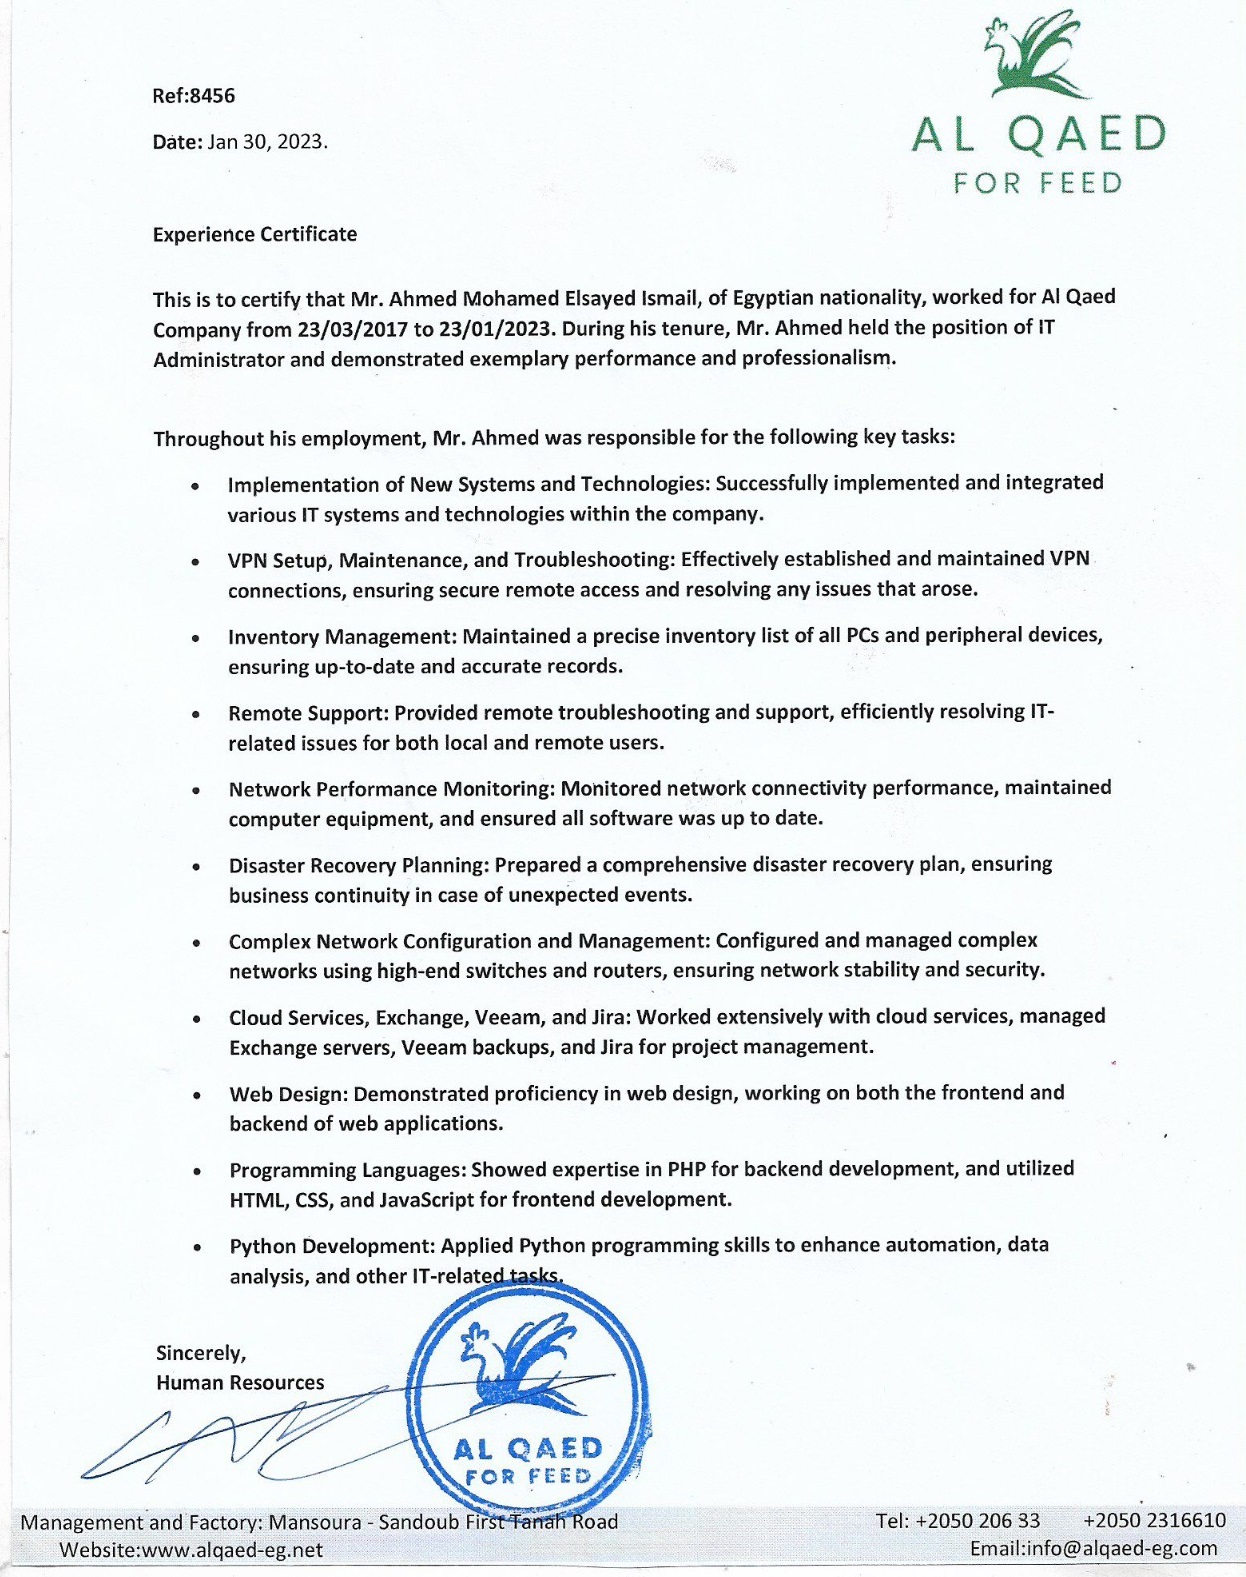 Ref:8456
Date: Jan 30, 2023.
AL QAED
FOR FEED
Experience Certificate
This is to certify that Mr. Ahmed Mohamed Elsayed Ismail, of Egyptian nationality, worked for Al Qaed
Company from 23/03/2017 to 23/01/2023. During his tenure, Mr. Ahmed held the position of IT
Administrator and demonstrated exemplary performance and professionalism.
Throughout his employment, Mr. Ahmed was responsible for the following key tasks:
• Implementation of New Systems and Technologies: Successfully implemented and integrated
various IT systems and technologies within the company.
• VPN Setup, Maintenance, and Troubleshooting: Effectively established and maintained VPN
connections, ensuring secure remote access and resolving any issues that arose.
• Inventory Management: Maintained a precise inventory list of all PCs and peripheral devices,
ensuring up-to-date and accurate records.
• Remote Support: Provided remote troubleshooting and support, efficiently resolving IT-
related issues for both local and remote users.
• Network Performance Monitoring: Monitored network connectivity performance, maintained
computer equipment, and ensured all software was up to date.
• Disaster Recovery Planning: Prepared a comprehensive disaster recovery plan, ensuring
business continuity in case of unexpected events.
• Complex Network Configuration and Management: Configured and managed complex
networks using high-end switches and routers, ensuring network stability and security.
• Cloud Services, Exchange, Veeam, and Jira: Worked extensively with cloud services, managed
Exchange servers, Veeam backups, and Jira for project management.
• Web Design: Demonstrated proficiency in web design, working on both the frontend and
backend of web applications.
• Programming Languages: Showed expertise in PHP for backend development, and utilized
HTML, CSS, and JavaScript for frontend development.
• Python Development: Applied Python programming skills to enhance automation, data
analysis, and other IT-related tasks.
Sincerely,
Human Resources
AL QAED
FOR FEED
Management and Factory: Mansoura - Sandoub First Tanah Road
Tel: +2050 206 33 +2050 2316610
Website:www.alqaed-eg.net
Email:info@alqaed-eg.com